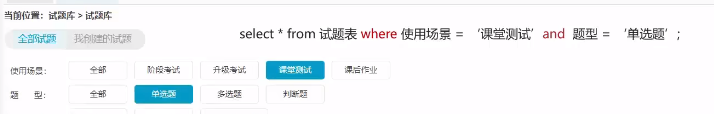 当前位置：试题库 > 试题库
select * from 试题表 where 使用场景 = ‘课堂测试’ and 题型 = ‘单选题’;
全部试题 我创建的试题
使用场景： 全部 阶段考试 升级考试 课堂测试 课后作业
题 型： 全部 单选题 多选题 判断题